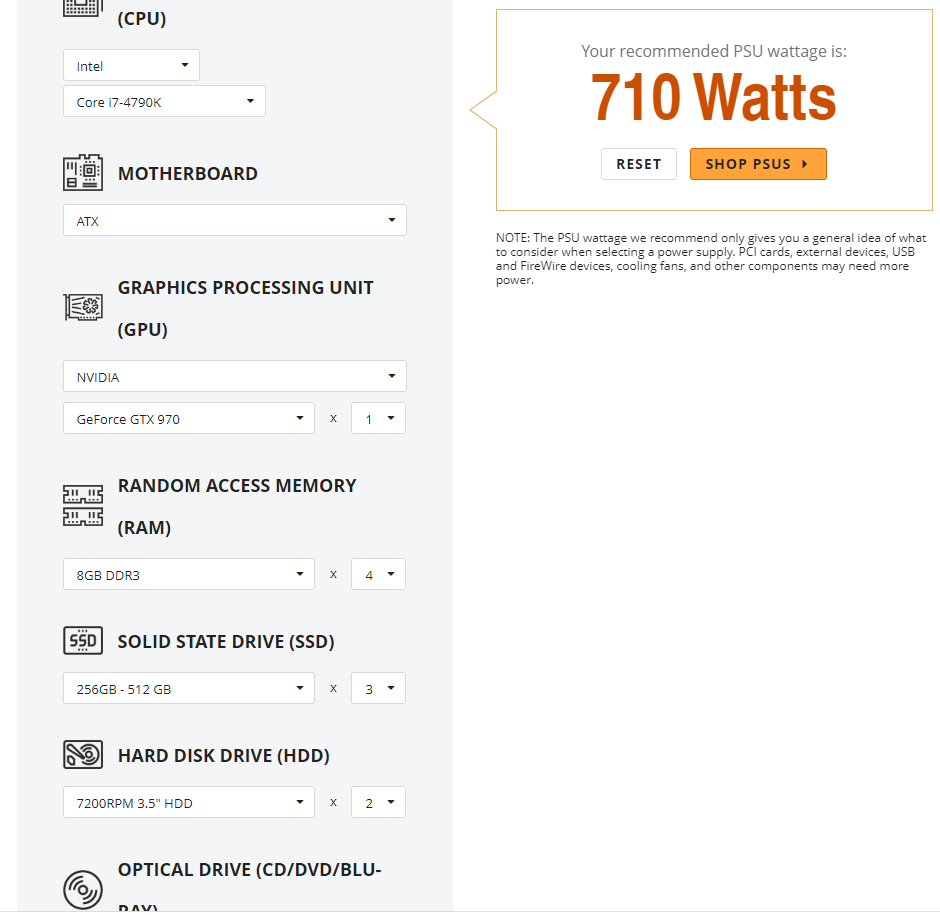 (CPU)
Intel
Core i7-4790K
MOTHERBOARD
ATX
GRAPHICS PROCESSING UNIT
(GPU)
NVIDIA
GeForce GTX 970 x 1
RANDOM ACCESS MEMORY
(RAM)
8GB DDR3 x 4
SSD SOLID STATE DRIVE (SSD)
256GB - 512 GB x 3
HARD DISK DRIVE (HDD)
7200RPM 3.5" HDD x 2
OPTICAL DRIVE (CD/DVD/BLU-
RAY)
Your recommended PSU wattage is:
710 Watts
RESET SHOP PSUS
NOTE: The PSU wattage we recommend only gives you a general idea of what
to consider when selecting a power supply. PCI cards, external devices, USB
and FireWire devices, cooling fans, and other components may need more
power.